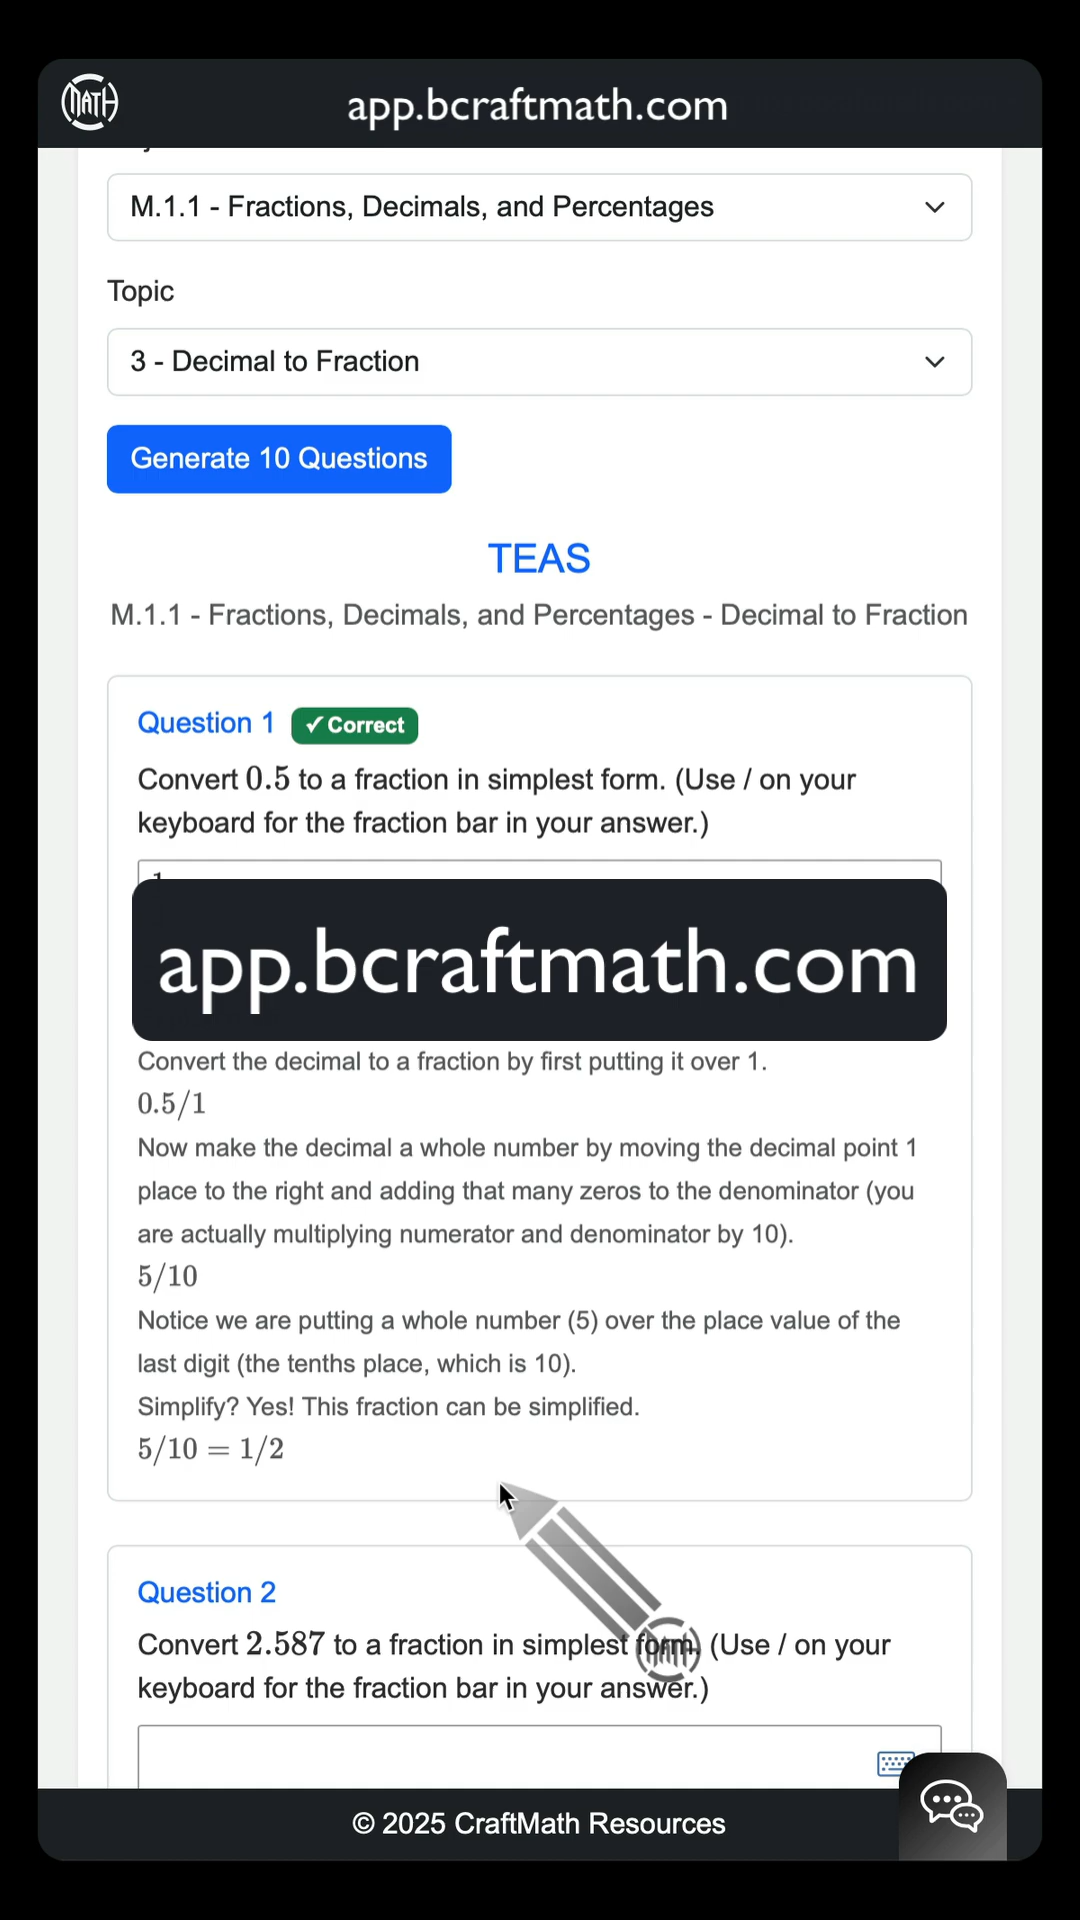 MATH
app.bcraftmath.com
M.1.1 - Fractions, Decimals, and Percentages
Topic
3 - Decimal to Fraction
Generate 10 Questions
TEAS
M.1.1 - Fractions, Decimals, and Percentages - Decimal to Fraction
Question 1 ✓ Correct
Convert 0.5 to a fraction in simplest form. (Use / on your
keyboard for the fraction bar in your answer.)
app.bcraftmath.com
Convert the decimal to a fraction by first putting it over 1.
0.5/1
Now make the decimal a whole number by moving the decimal point 1
place to the right and adding that many zeros to the denominator (you
are actually multiplying numerator and denominator by 10).
5/10
Notice we are putting a whole number (5) over the place value of the
last digit (the tenths place, which is 10).
Simplify? Yes! This fraction can be simplified.
5/10 = 1/2
Question 2
Convert 2.587 to a fraction in simplest form. (Use / on your
keyboard for the fraction bar in your answer.)
MATH
© 2025 CraftMath Resources